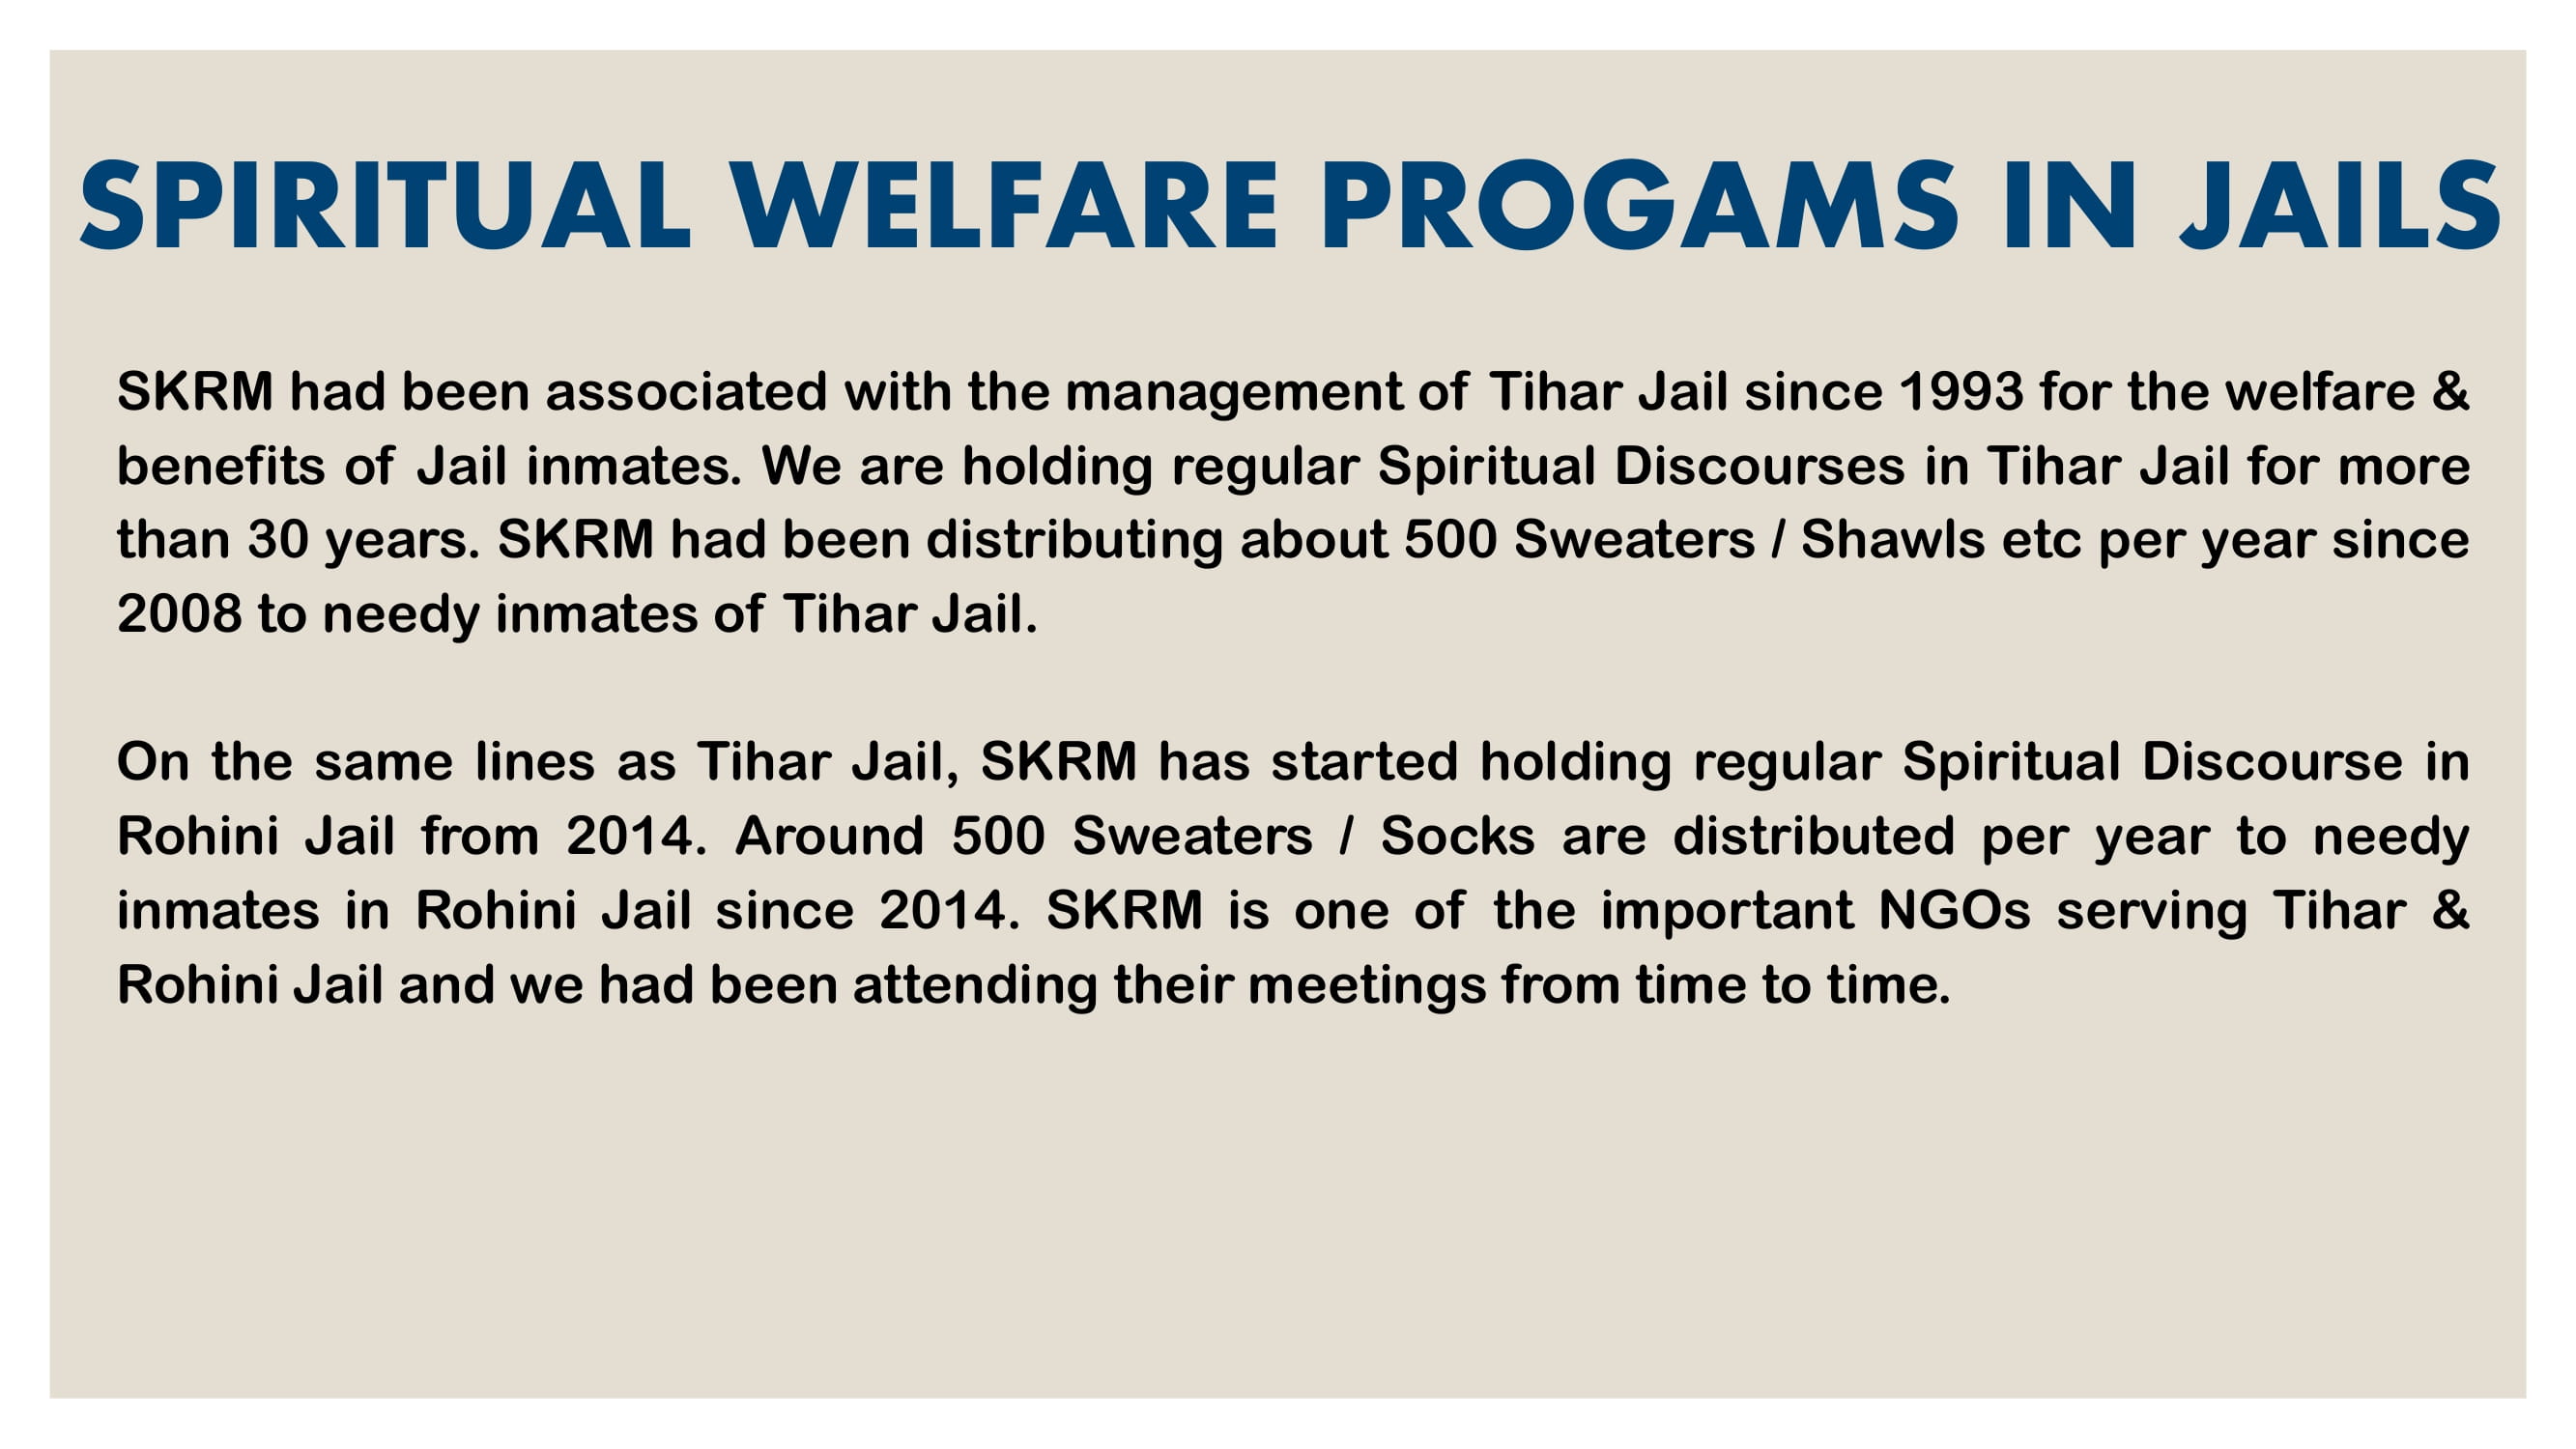 SPIRITUAL WELFARE PROGAMS IN JAILS
SKRM had been associated with the management of Tihar Jail since 1993 for the welfare &
benefits of Jail inmates. We are holding regular Spiritual Discourses in Tihar Jail for more
than 30 years. SKRM had been distributing about 500 Sweaters / Shawls etc per year since
2008 to needy inmates of Tihar Jail.
On the same lines as Tihar Jail, SKRM has started holding regular Spiritual Discourse in
Rohini Jail from 2014. Around 500 Sweaters / Socks are distributed per year to needy
inmates in Rohini Jail since 2014. SKRM is one of the important NGOs serving Tihar &
Rohini Jail and we had been attending their meetings from time to time.